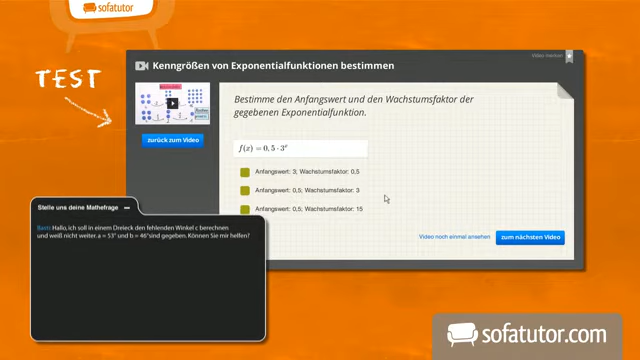 sofatutor
TEST
Kenngrößen von Exponentialfunktionen bestimmen
Video merken
Bestimme den Anfangswert und den Wachstumsfaktor der
gegebenen Exponentialfunktion.
zurück zum Video
f(x) = 0,5 · 3^x
Anfangswert: 3, Wachstumsfaktor: 0,5
Anfangswert: 0,5; Wachstumsfaktor: 3
Anfangswert: 0,5; Wachstumsfaktor: 15
Video noch einmal ansehen
zum nächsten Video
Stelle uns deine Mathefrage
Basti: Hallo, ich soll in einem Dreieck den fehlenden Winkel c berechnen
und weiß nicht weiter. a = 53° und b = 46° sind gegeben. Können Sie mir helfen?
sofatutor.com